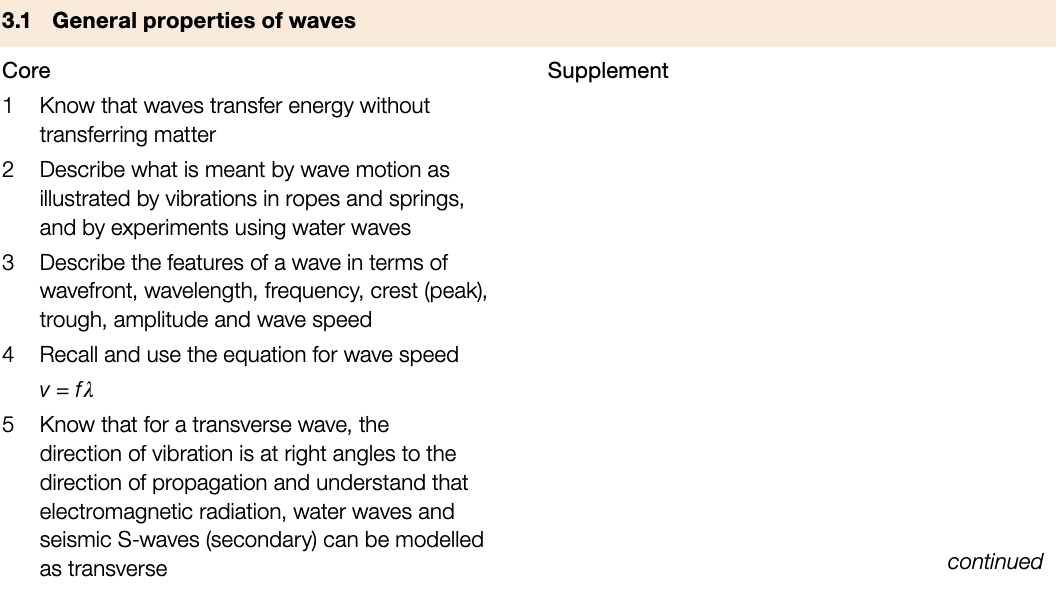 3.1 General properties of waves
Core
Supplement
1 Know that waves transfer energy without
transferring matter
2 Describe what is meant by wave motion as
illustrated by vibrations in ropes and springs,
and by experiments using water waves
3 Describe the features of a wave in terms of
wavefront, wavelength, frequency, crest (peak),
trough, amplitude and wave speed
4 Recall and use the equation for wave speed
v = fλ
5 Know that for a transverse wave, the
direction of vibration is at right angles to the
direction of propagation and understand that
electromagnetic radiation, water waves and
seismic S-waves (secondary) can be modelled
as transverse
continued